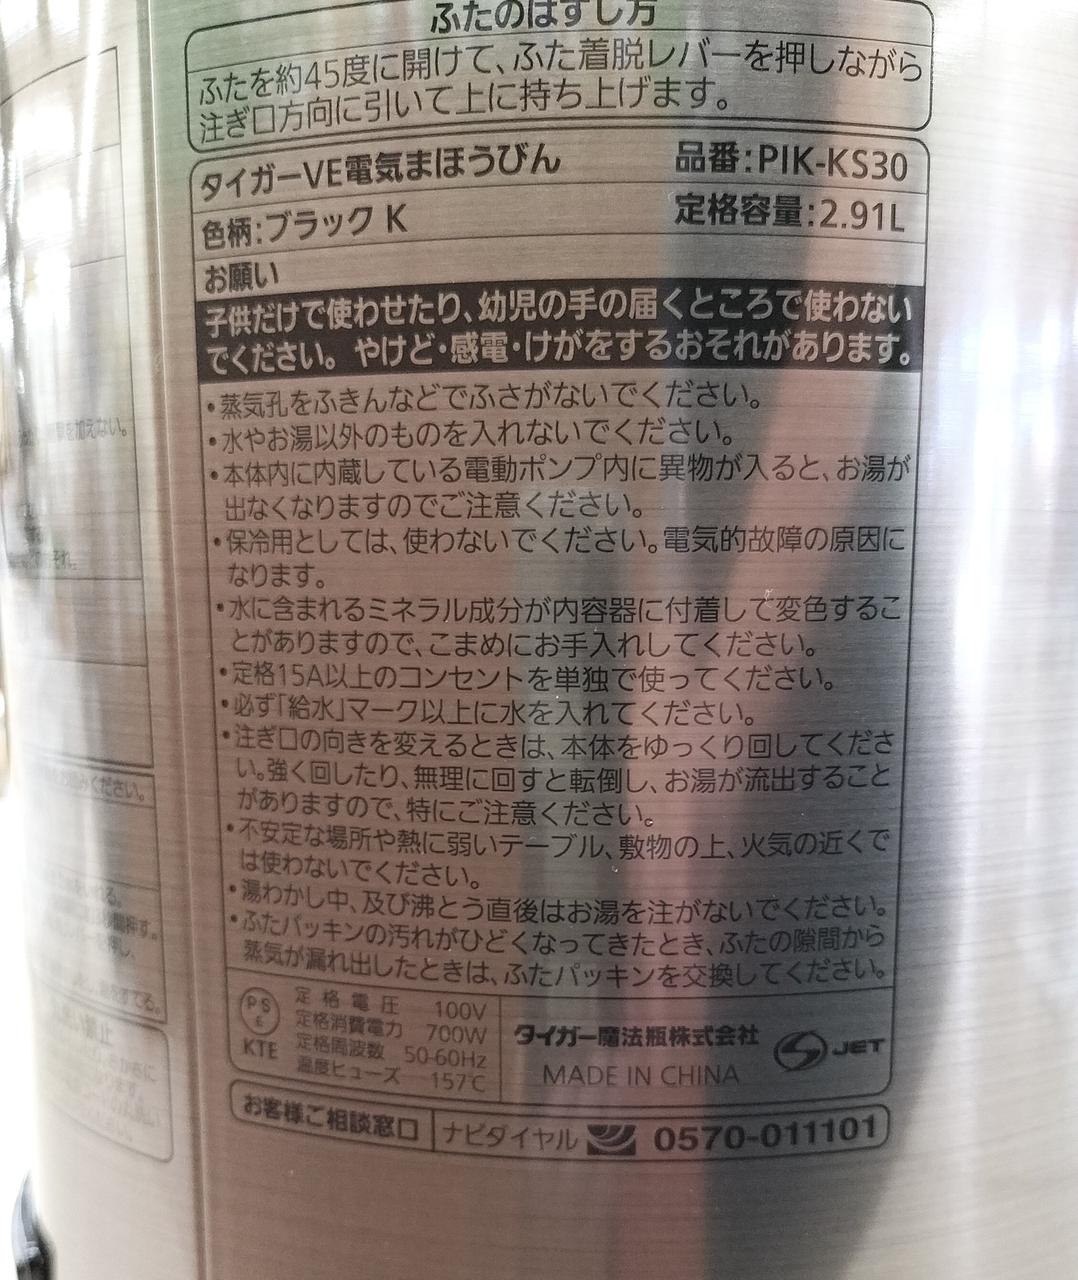 ふたのはずし方
ふたを約45度に開けて、ふた着脱レバーを押しながら
注ぎ口方向に引いて上に持ち上げます。
タイガーVE電気まほうびん 品番:PIK-KS30
色柄:ブラック K 定格容量:2.91L
お願い
子供だけで使わせたり、幼児の手の届くところで使わない
でください。やけど・感電・けがをするおそれがあります。
・蒸気孔をふきんなどでふさがないでください。
・水やお湯以外のものを入れないでください。
・本体内に内蔵している電動ポンプ内に異物が入ると、お湯が
出なくなりますのでご注意ください。
・保冷用としては、使わないでください。電気的故障の原因に
なります。
・水に含まれるミネラル成分が内容器に付着して変色するこ
とがありますので、こまめにお手入れしてください。
・定格15A以上のコンセントを単独で使ってください。
・必ず「給水」マーク以上に水を入れてください。
・注ぎ口の向きを変えるときは、本体をゆっくり回してくださ
い。強く回したり、無理に回すと転倒し、お湯が流出すること
がありますので、特にご注意ください。
・不安定な場所や熱に弱いテーブル、敷物の上、火気の近くで
は使わないでください。
・湯わかし中、及び沸とう直後はお湯を注がないでください。
・ふたパッキンの汚れがひどくなってきたとき、ふたの隙間から
蒸気が漏れ出したときは、ふたパッキンを交換してください。
PS
E
KTE
定格電圧 100V
定格消費電力 700W
定格周波数 50-60Hz
温度ヒューズ 157℃
タイガー魔法瓶株式会社
MADE IN CHINA
JET
お客様ご相談窓口 ナビダイヤル 0570-011101
を加えない。
ください。
押す。